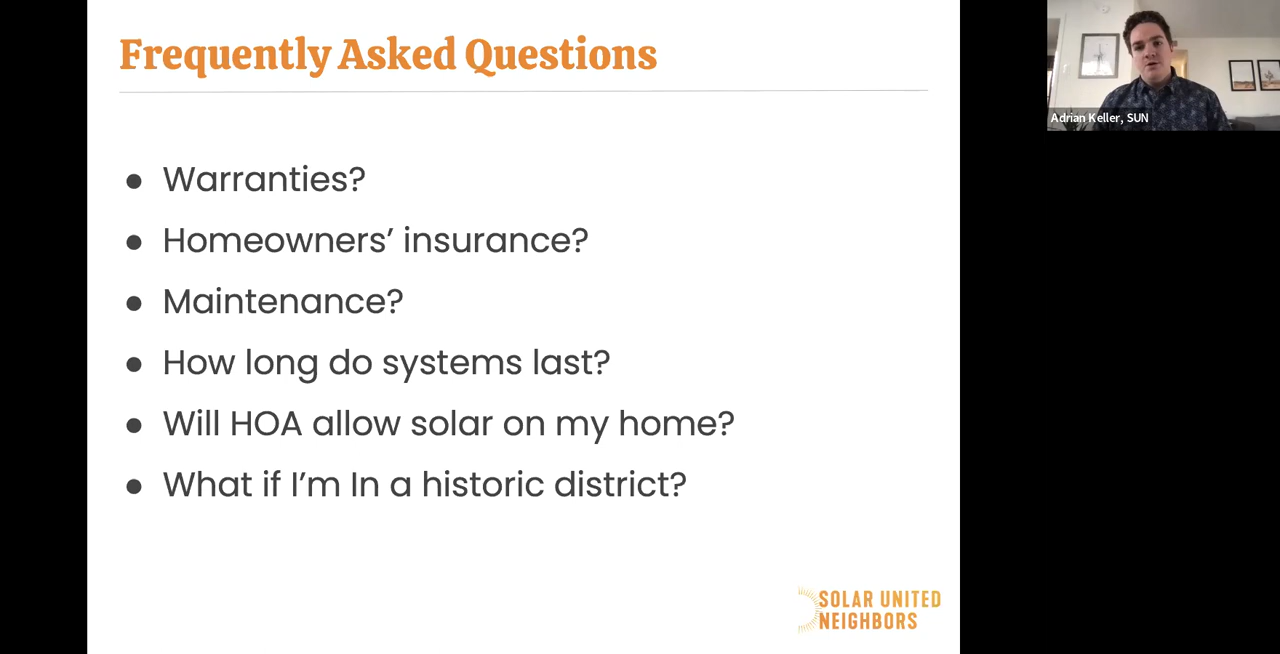 Frequently Asked Questions
● Warranties?
● Homeowners’ insurance?
● Maintenance?
● How long do systems last?
● Will HOA allow solar on my home?
● What if I’m In a historic district?
SOLAR UNITED
NEIGHBORS
Adrian Keller, SUN